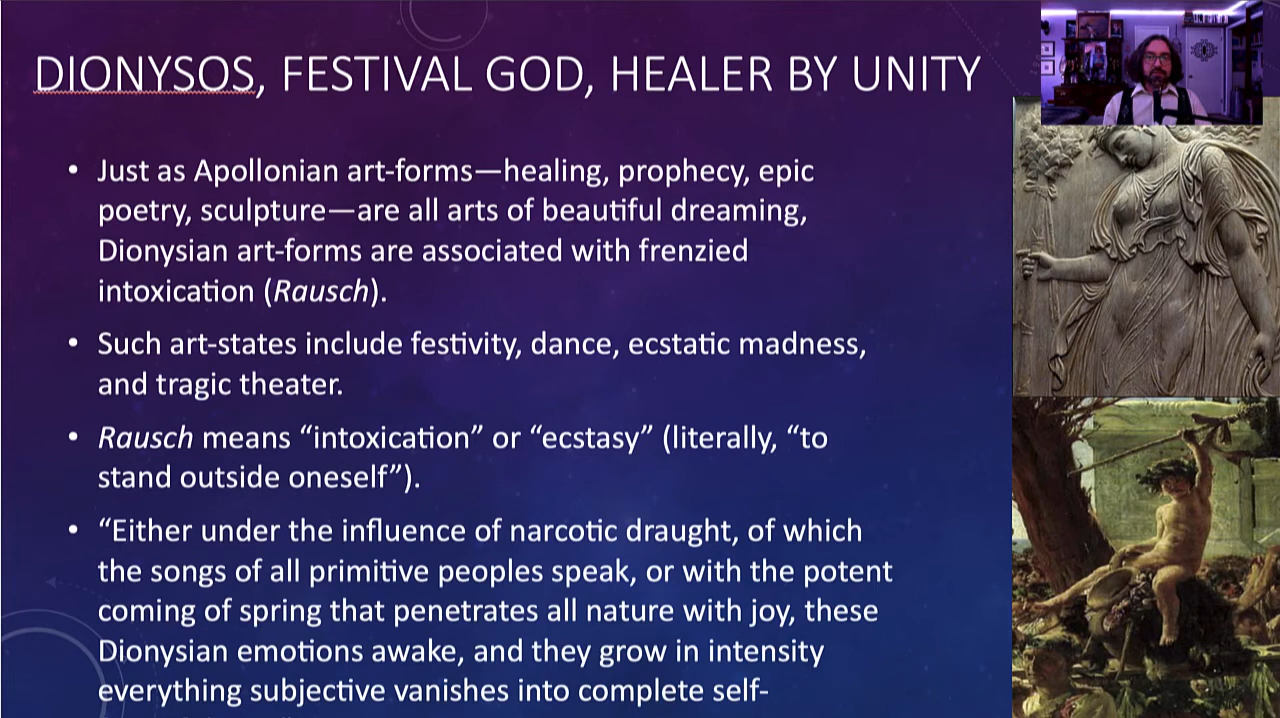 DIONYSOS, FESTIVAL GOD, HEALER BY UNITY
• Just as Apollonian art-forms—healing, prophecy, epic
poetry, sculpture—are all arts of beautiful dreaming,
Dionysian art-forms are associated with frenzied
intoxication (Rausch).
• Such art-states include festivity, dance, ecstatic madness,
and tragic theater.
• Rausch means “intoxication” or “ecstasy” (literally, “to
stand outside oneself”).
• “Either under the influence of narcotic draught, of which
the songs of all primitive peoples speak, or with the potent
coming of spring that penetrates all nature with joy, these
Dionysian emotions awake, and they grow in intensity
everything subjective vanishes into complete self-